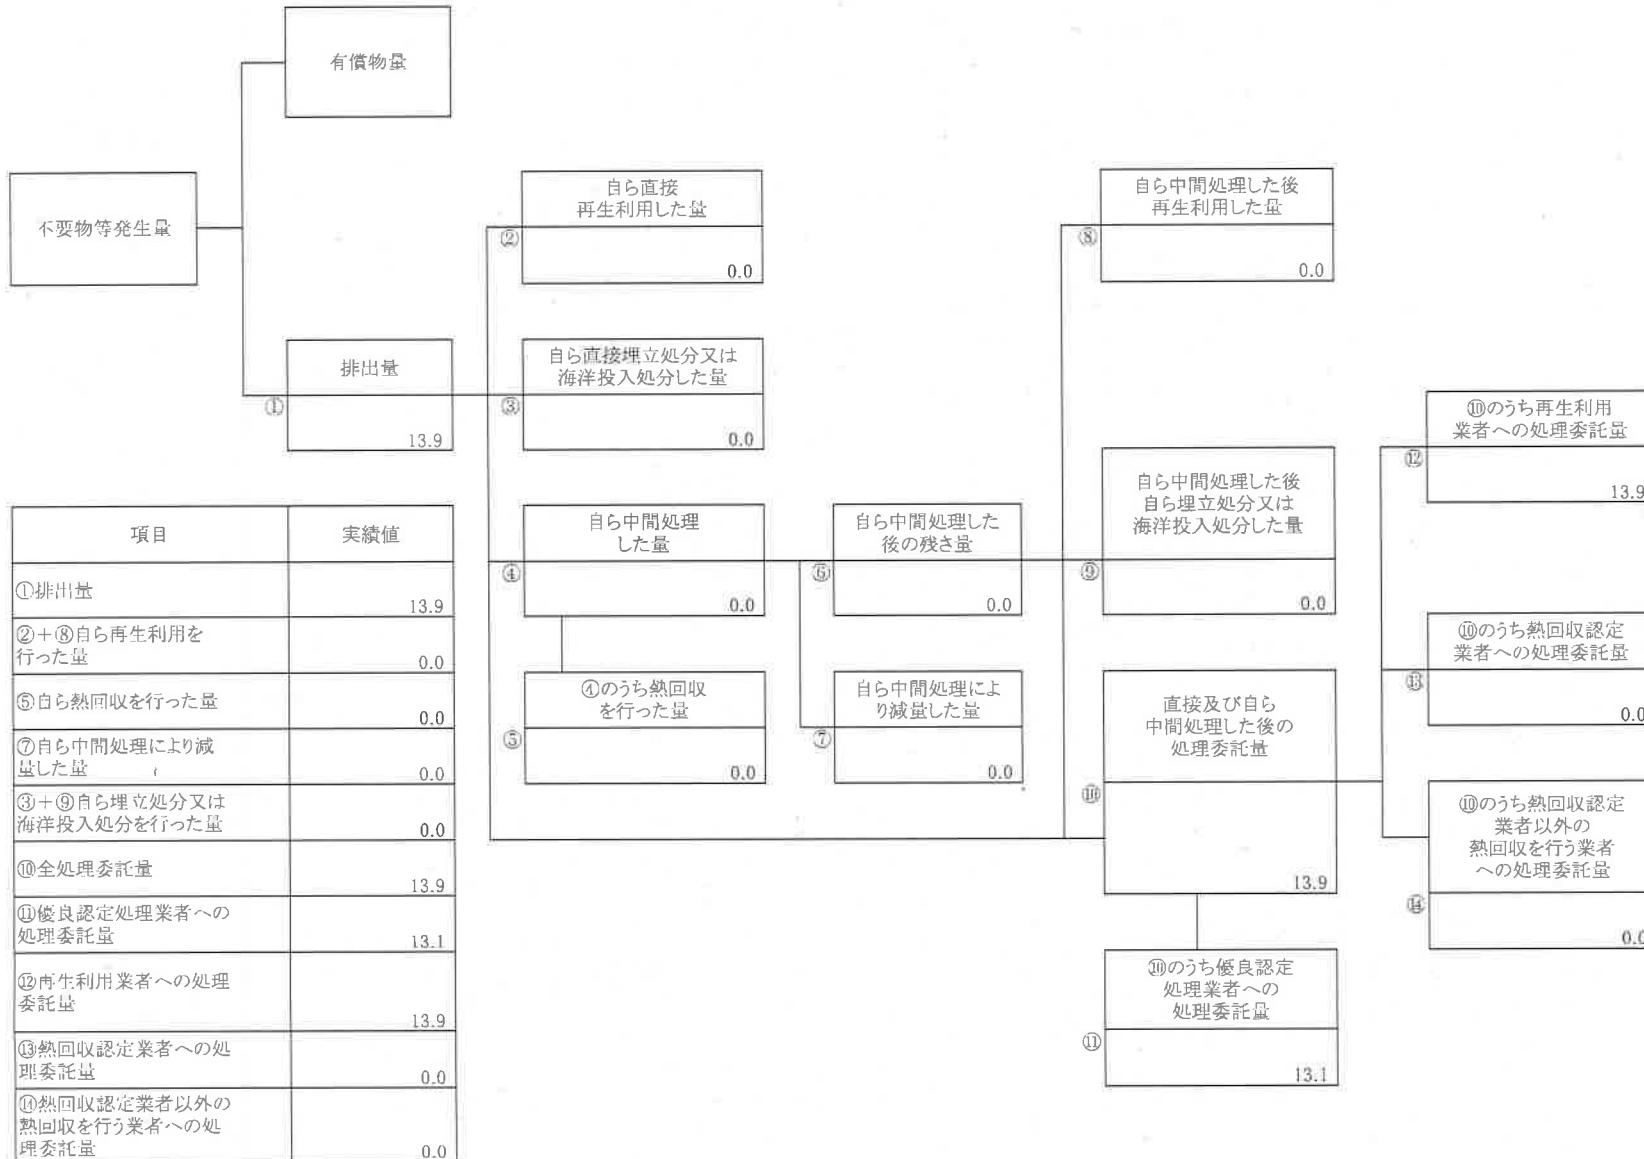 有償物量
不要物等発生量
排出量
①
13.9
自ら直接
再生利用した量
②
0.0
自ら直接埋立処分又は
海洋投入処分した量
③
0.0
自ら中間処理
した量
④
0.0
④のうち熱回収
を行った量
⑤
0.0
自ら中間処理した
後の残さ量
⑥
0.0
自ら中間処理によ
り減量した量
⑦
0.0
自ら中間処理した後
再生利用した量
⑧
0.0
自ら中間処理した後
自ら埋立処分又は
海洋投入処分した量
⑨
0.0
直接及び自ら
中間処理した後の
処理委託量
⑩
13.9
⑩のうち優良認定
処理業者への
処理委託量
⑪
13.1
⑩のうち再生利用
業者への処理委託量
⑫
13.9
⑩のうち熱回収認定
業者への処理委託量
⑬
0.0
⑩のうち熱回収認定
業者以外の
熱回収を行う業者
への処理委託量
⑭
0.0
項目 実績値
①排出量
13.9
②+⑧自ら再生利用を
行った量
0.0
⑤自ら熱回収を行った量
0.0
⑦自ら中間処理により減
量した量
0.0
③+⑨自ら埋立処分又は
海洋投入処分を行った量
0.0
⑩全処理委託量
13.9
⑪優良認定処理業者への
処理委託量
13.1
⑫再生利用業者への処理
委託量
13.9
⑬熱回収認定業者への処
理委託量
0.0
⑭熱回収認定業者以外の
熱回収を行う業者への処
理委託量
0.0